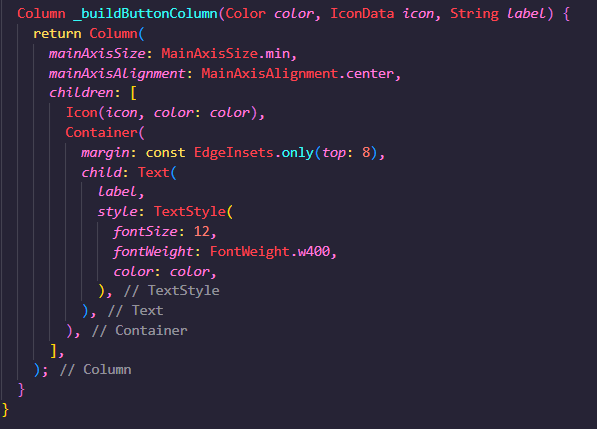 Column _buildButtonColumn(Color color, IconData icon, String label) {
  return Column(
    mainAxisSize: MainAxisSize.min,
    mainAxisAlignment: MainAxisAlignment.center,
    children: [
      Icon(icon, color: color),
      Container(
        margin: const EdgeInsets.only(top: 8),
        child: Text(
          label,
          style: TextStyle(
            fontSize: 12,
            fontWeight: FontWeight.w400,
            color: color,
          ), // TextStyle
        ), // Text
      ), // Container
    ],
  ); // Column
}
}